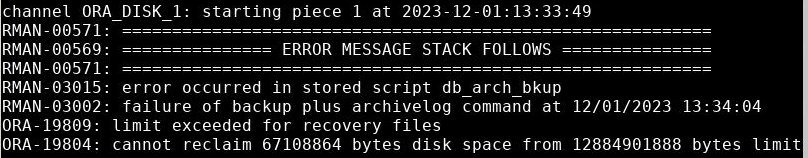 channel ORA_DISK_1: starting piece 1 at 2023-12-01:13:33:49
RMAN-00571: ===========================================================
RMAN-00569: =============== ERROR MESSAGE STACK FOLLOWS ===============
RMAN-00571: ===========================================================
RMAN-03015: error occurred in stored script db_arch_bkup
RMAN-03002: failure of backup plus archivelog command at 12/01/2023 13:34:04
ORA-19809: limit exceeded for recovery files
ORA-19804: cannot reclaim 67108864 bytes disk space from 12884901888 bytes limit